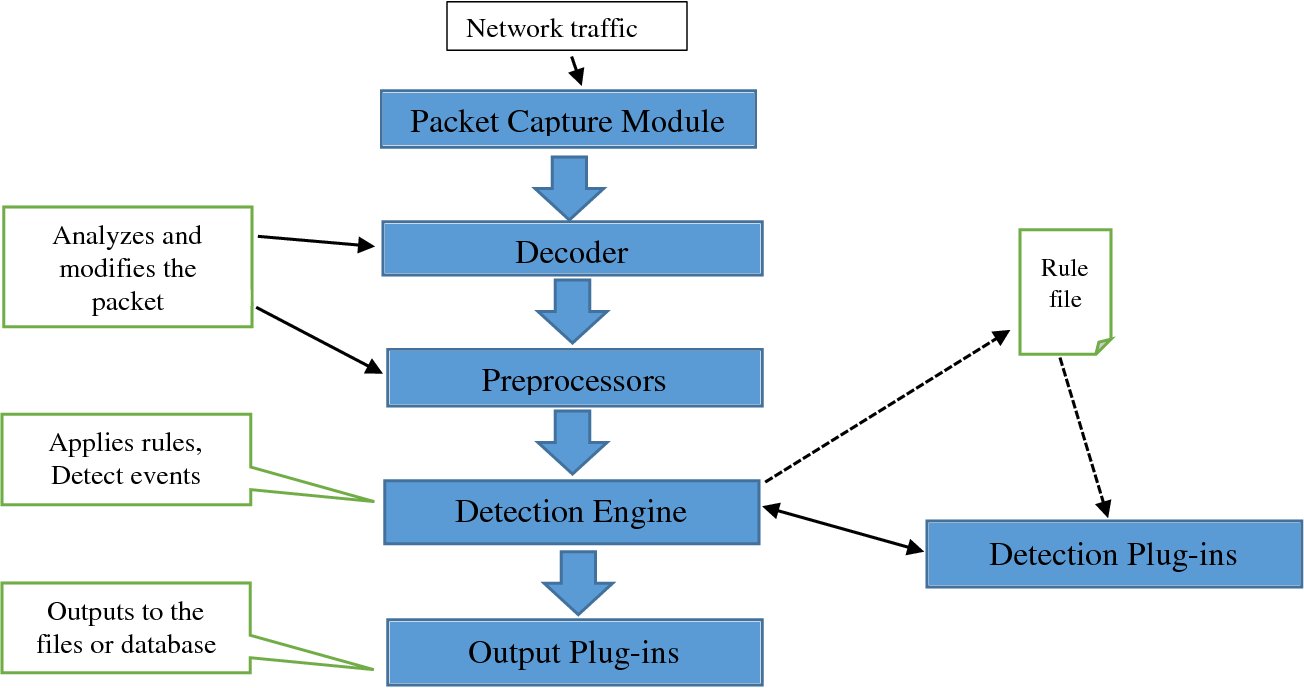 Network traffic
Packet Capture Module
Analyzes and
modifies the
packet
Decoder
Rule
file
Preprocessors
Applies rules,
Detect events
Detection Engine
Detection Plug-ins
Outputs to the
files or database
Output Plug-ins